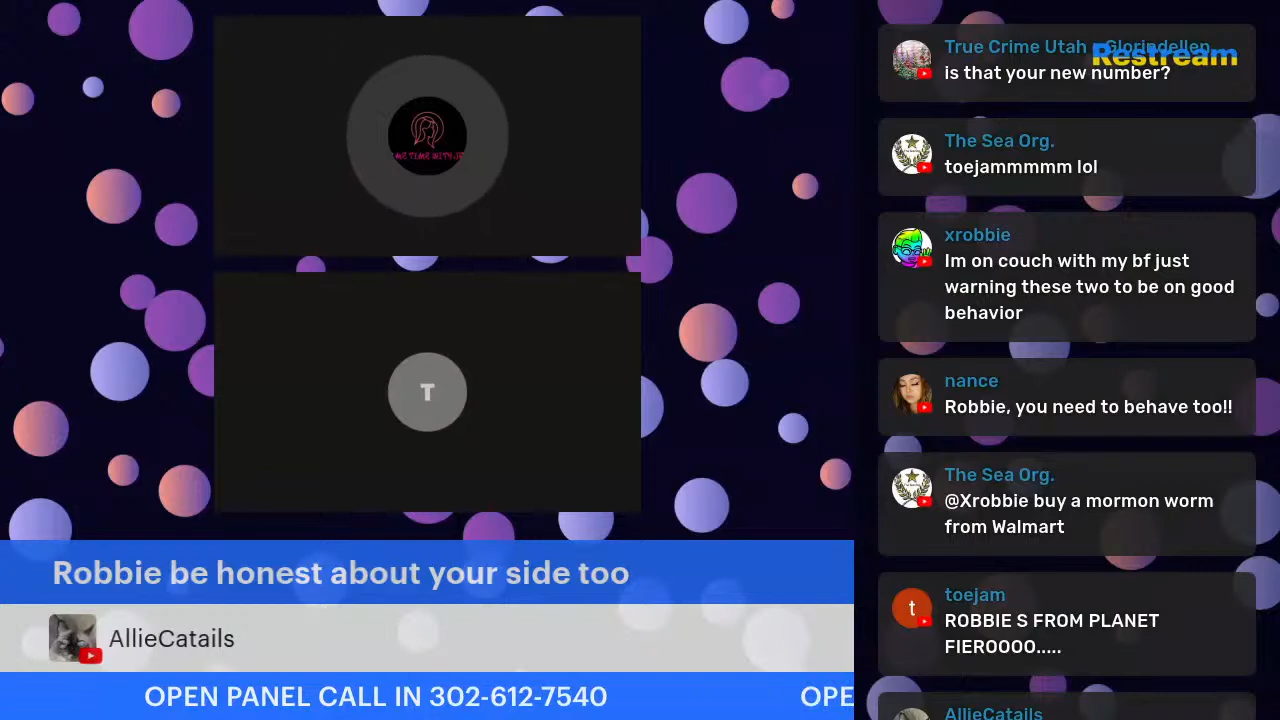 True Crime Utah - Glorindellen
Restream
is that your new number?
The Sea Org.
toejammmmm lol
xrobbie
Im on couch with my bf just
warning these two to be on good
behavior
nance
Robbie, you need to behave too!!
The Sea Org.
@Xrobbie buy a mormon worm
from Walmart
t
toejam
ROBBIE S FROM PLANET
FIEROOOO.....
AllieCatails
T
Robbie be honest about your side too
AllieCatails
OPEN PANEL CALL IN 302-612-7540
OPE